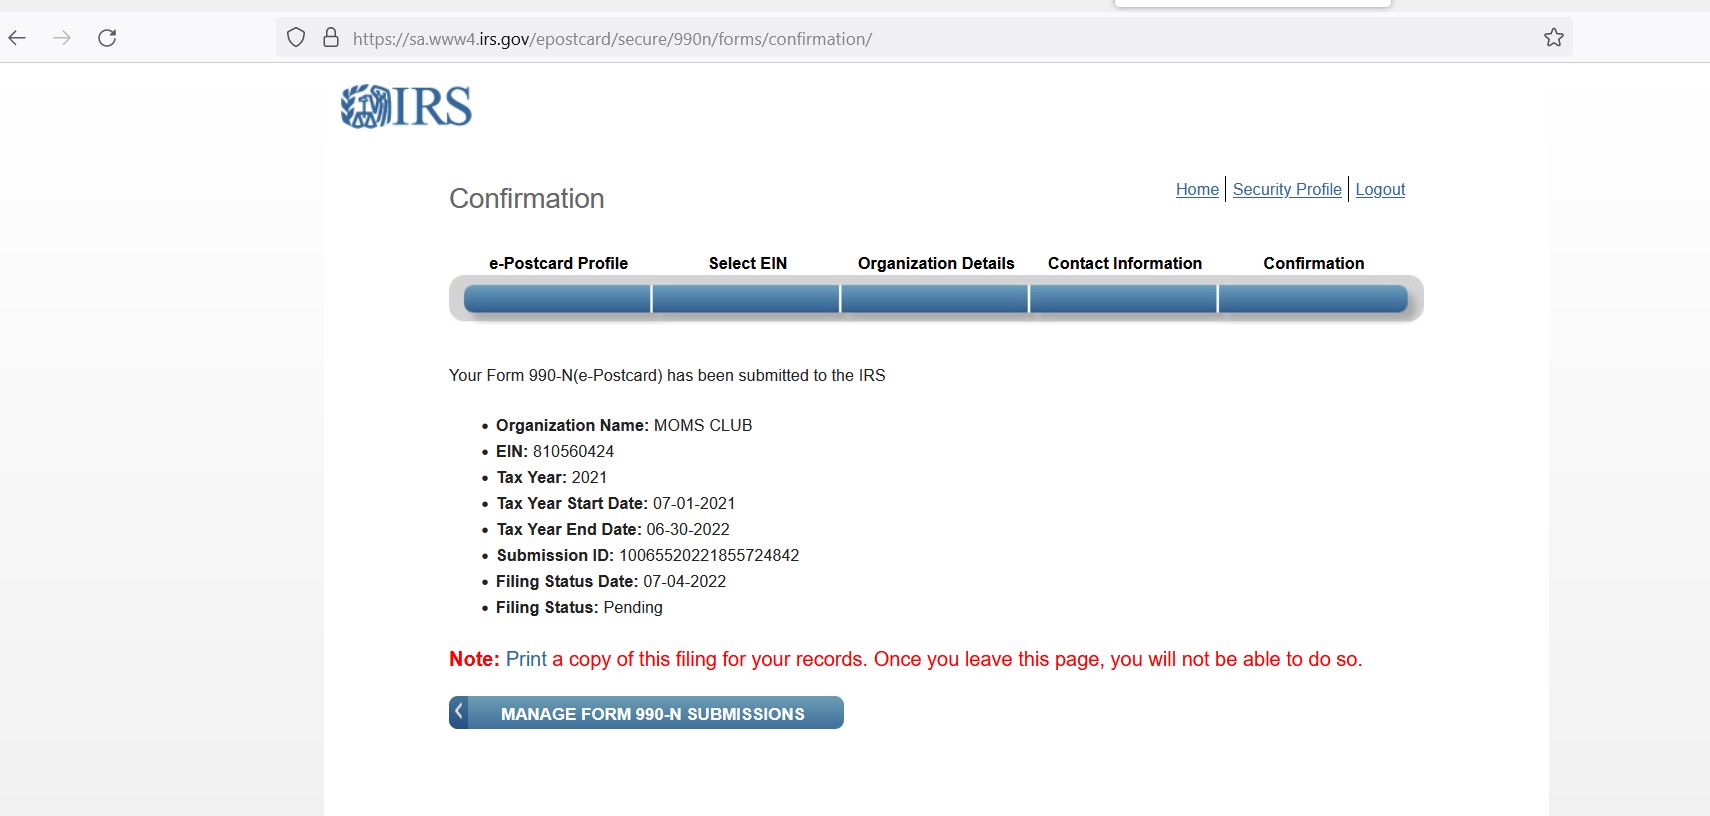 https://sa.www4.irs.gov/epostcard/secure/990n/forms/confirmation/
IRS
Home Security Profile Logout
Confirmation
e-Postcard Profile Select EIN Organization Details Contact Information Confirmation
Your Form 990-N(e-Postcard) has been submitted to the IRS
• Organization Name: MOMS CLUB
• EIN: 810560424
• Tax Year: 2021
• Tax Year Start Date: 07-01-2021
• Tax Year End Date: 06-30-2022
• Submission ID: 10065520221855724842
• Filing Status Date: 07-04-2022
• Filing Status: Pending
Note: Print a copy of this filing for your records. Once you leave this page, you will not be able to do so.
MANAGE FORM 990-N SUBMISSIONS